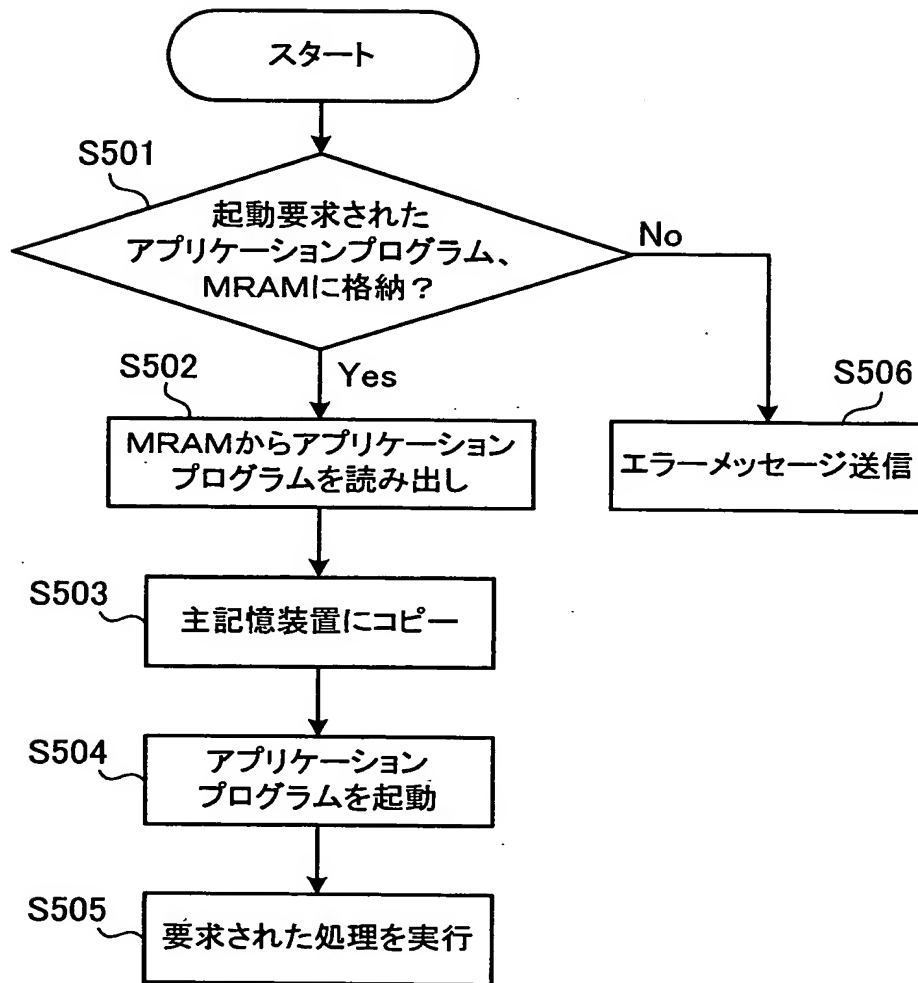 スタート
S501
起動要求された
アプリケーションプログラム、
MRAMに格納？
No
Yes
S502
MRAMからアプリケーション
プログラムを読み出し
S506
エラーメッセージ送信
S503
主記憶装置にコピー
S504
アプリケーション
プログラムを起動
S505
要求された処理を実行